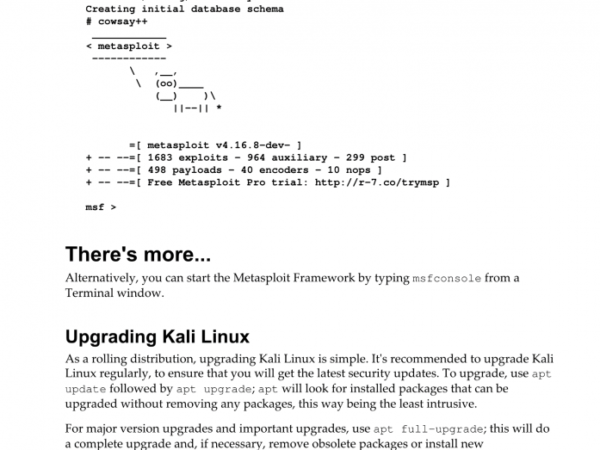 Creating initial database schema
# cowsay++
 ____________
< metasploit >
 ------------
       \   ,__,
        \  (oo)____
           (__)    )\
              ||--|| *
       =[ metasploit v4.16.8-dev- ]
+ -- --=[ 1683 exploits - 964 auxiliary - 299 post ]
+ -- --=[ 498 payloads - 40 encoders - 10 nops ]
+ -- --=[ Free Metasploit Pro trial: http://r-7.co/trymsp ]
msf >
There's more...
Alternatively, you can start the Metasploit Framework by typing msfconsole from a
Terminal window.
Upgrading Kali Linux
As a rolling distribution, upgrading Kali Linux is simple. It's recommended to upgrade Kali
Linux regularly, to ensure that you will get the latest security updates. To upgrade, use apt
update followed by apt upgrade; apt will look for installed packages that can be
upgraded without removing any packages, this way being the least intrusive.
For major version upgrades and important upgrades, use apt full-upgrade; this will do
a complete upgrade and, if necessary, remove obsolete packages or install new